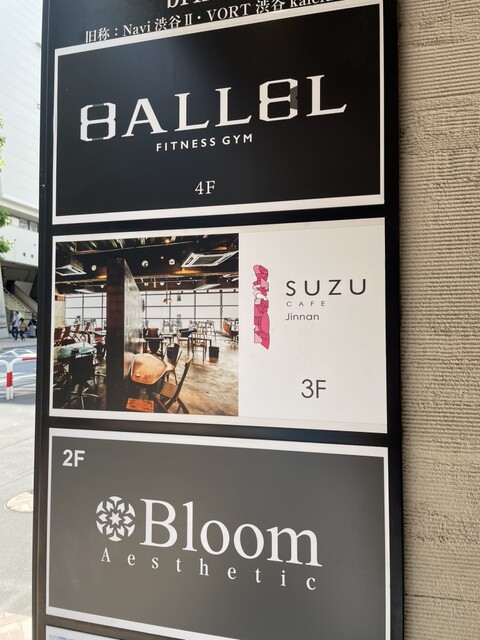 旧称：Navi 渋谷Ⅱ・VORT 渋谷
8ALL8L
FITNESS GYM
4F
SUZU
CAFE
Jinnan
3F
2F
Bloom
Aesthetic